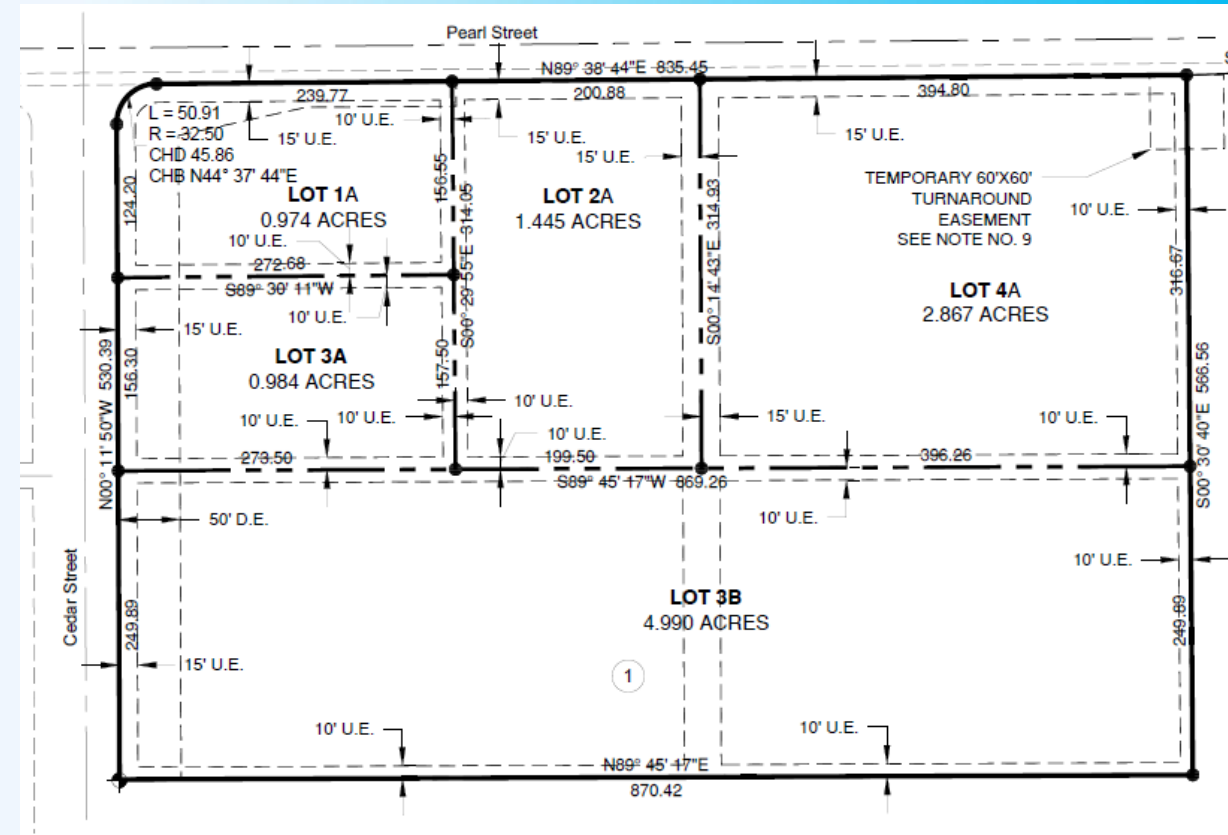 Pearl Street
S
N89° 38' 44"E 835.45
239.77
200.88
394.80
L = 50.91
R = 32.50
CHD 45.86
CHB N44° 37' 44"E
10' U.E.
15' U.E.
15' U.E.
15' U.E.
15' U.E.
TEMPORARY 60'X60'
TURNAROUND
EASEMENT
SEE NOTE NO. 9
10' U.E.
124.20
LOT 1A
0.974 ACRES
156.55
S00° 29' 55"E 314.05
LOT 2A
1.445 ACRES
S00° 14' 43"E 314.93
LOT 4A
2.867 ACRES
316.67
10' U.E.
272.68
S89° 30' 11"W
10' U.E.
15' U.E.
N00° 11' 50"W 530.39
156.30
LOT 3A
0.984 ACRES
157.50
S00° 30' 40"E 566.56
10' U.E.
10' U.E.
10' U.E.
10' U.E.
15' U.E.
10' U.E.
273.50
199.50
396.26
S89° 45' 17"W 869.26
50' D.E.
10' U.E.
10' U.E.
Cedar Street
249.89
LOT 3B
4.990 ACRES
249.89
15' U.E.
1
10' U.E.
10' U.E.
N89° 45' 17"E
870.42